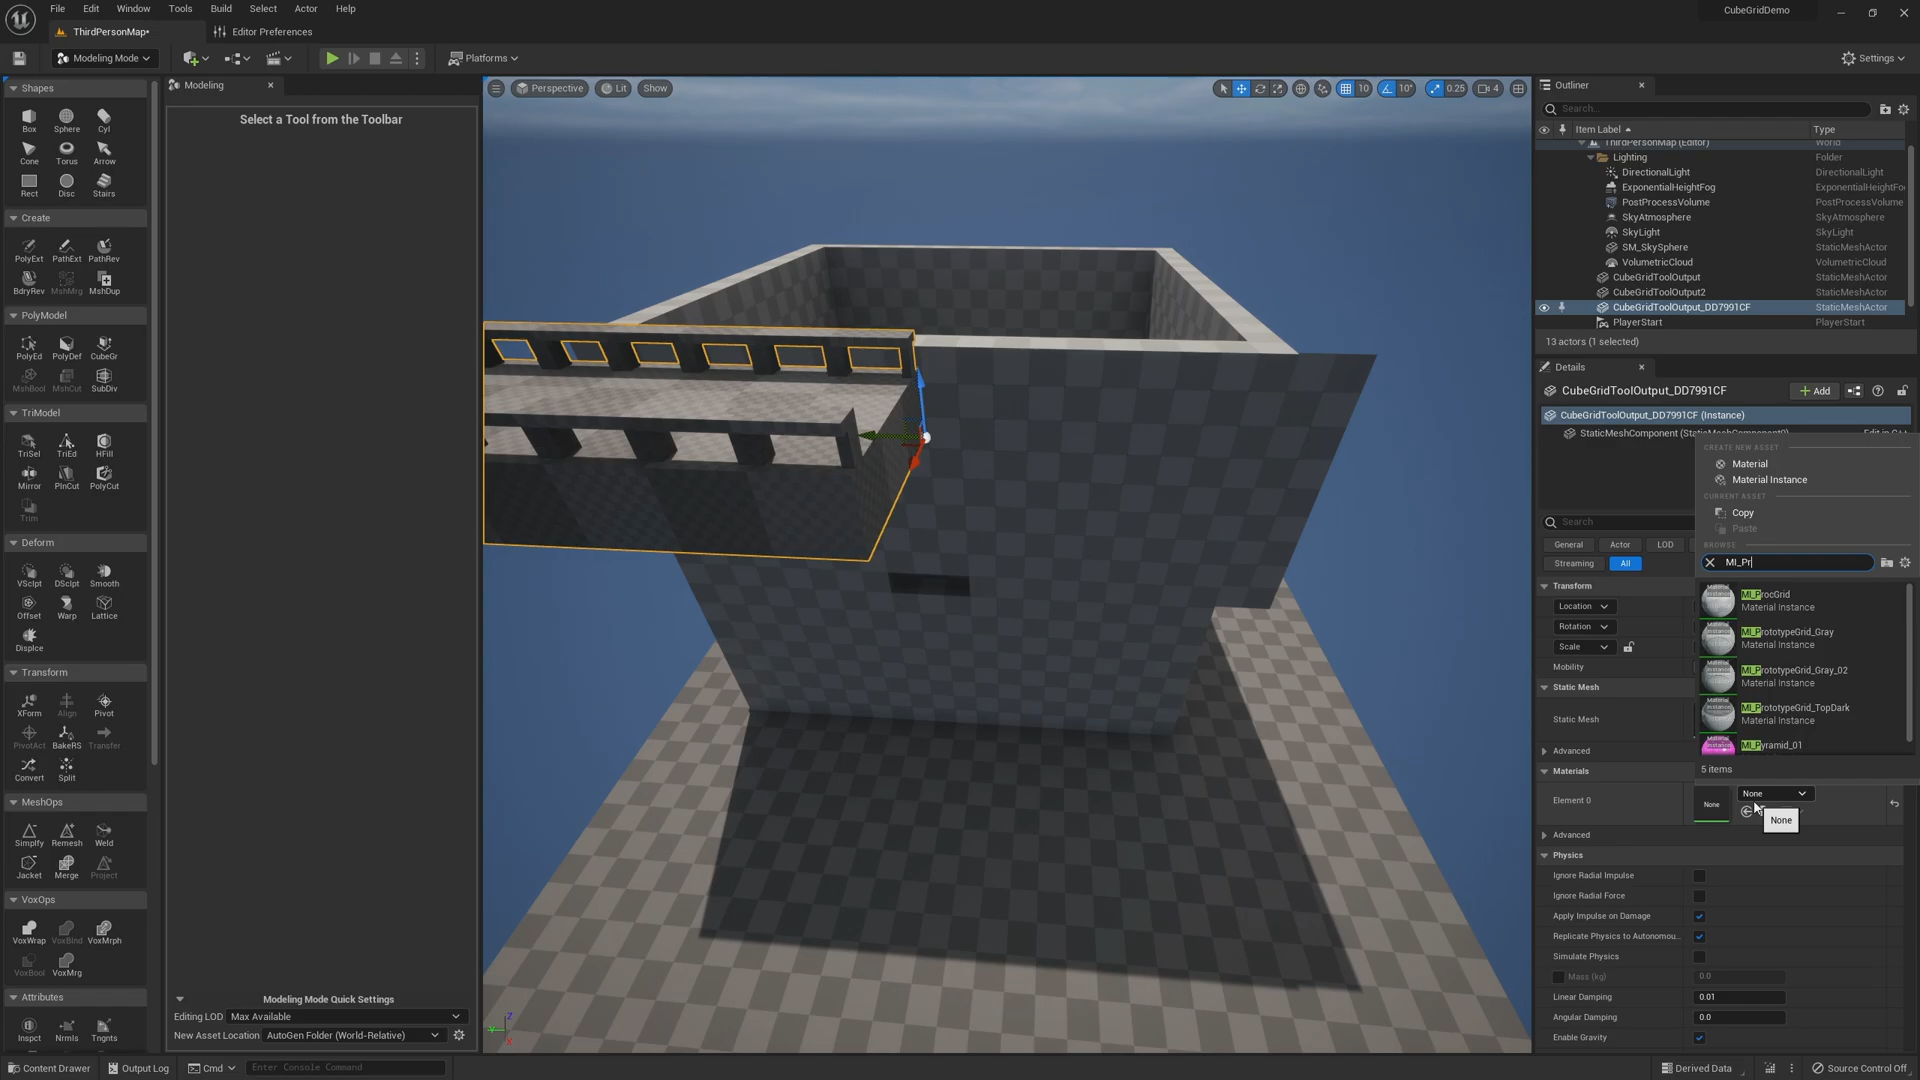 File Edit Window Tools Build Select Actor Help
CubeGridDemo
ThirdPersonMap•
Editor Preferences
Modeling Mode
Platforms
Settings
Shapes
Box Sphere Cyl
Cone Torus Arrow
Rect Disc Stairs
Create
PolyExt PathExt PathRev
BdryRev MshMrg MshDup
PolyModel
PolyEd PolyDef CubeGr
MshBool MshCut SubDiv
TriModel
TriSel TriEd HFill
Mirror PlnCut PolyCut
Trim
Deform
VSclpt DSclpt Smooth
Offset Warp Lattice
Displce
Transform
XForm Align Pivot
PivotAct BakeRS Transfer
Convert Split
MeshOps
Simplfy Remesh Weld
Jacket Merge Project
VoxOps
VoxWrap VoxBlnd VoxMrph
VoxBool VoxMrg
Attributes
Inspct Nrmls Tngnts
Modeling
Select a Tool from the Toolbar
Modeling Mode Quick Settings
Editing LOD Max Available
New Asset Location AutoGen Folder (World-Relative)
Perspective Lit Show
10 10° 0.25 4
Z
Y
X
Outliner
Search...
Item Label Type
ThirdPersonMap (Editor) World
Lighting Folder
DirectionalLight DirectionalLight
ExponentialHeightFog ExponentialHeightFo
PostProcessVolume PostProcessVolume
SkyAtmosphere SkyAtmosphere
SkyLight SkyLight
SM_SkySphere StaticMeshActor
VolumetricCloud VolumetricCloud
CubeGridToolOutput StaticMeshActor
CubeGridToolOutput2 StaticMeshActor
CubeGridToolOutput_DD7991CF StaticMeshActor
PlayerStart PlayerStart
13 actors (1 selected)
Details
CubeGridToolOutput_DD7991CF
Add
CubeGridToolOutput_DD7991CF (Instance)
StaticMeshComponent (StaticMeshComponent0) Edit in C++
Search
General Actor LOD
Streaming All
Transform
Location
Rotation
Scale
Mobility
Static Mesh
Static Mesh
Advanced
Materials
Element 0
None
None
None
Advanced
CREATE NEW ASSET
Material
Material Instance
CURRENT ASSET
Copy
Paste
BROWSE
MI_Pr
MI_ProcGrid
Material Instance
MI_PrototypeGrid_Gray
Material Instance
MI_PrototypeGrid_Gray_02
Material Instance
MI_PrototypeGrid_TopDark
Material Instance
MI_Pyramid_01
5 items
Physics
Ignore Radial Impulse
Ignore Radial Force
Apply Impulse on Damage
Replicate Physics to Autonomou...
Simulate Physics
Mass (kg) 0.0
Linear Damping 0.01
Angular Damping 0.0
Enable Gravity
Content Drawer Output Log Cmd Enter Console Command
Derived Data Source Control Off